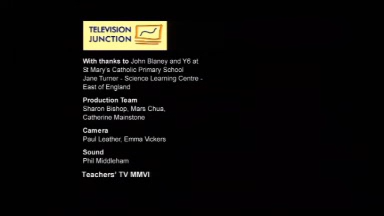 TELEVISION
JUNCTION
With thanks to John Blaney and Y6 at
St Mary's Catholic Primary School
Jane Turner - Science Learning Centre -
East of England
Production Team
Sharon Bishop, Mars Chua,
Catherine Mainstone
Camera
Paul Leather, Emma Vickers
Sound
Phil Middleham
Teachers' TV MMVI